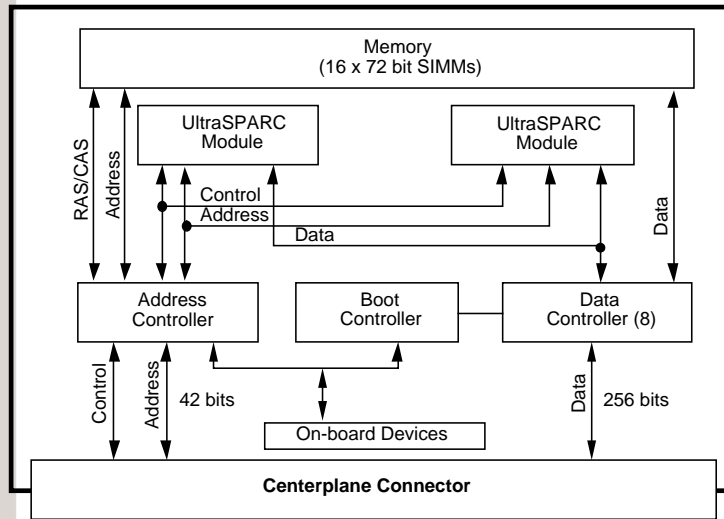 Memory
(16 x 72 bit SIMMs)
UltraSPARC
Module
UltraSPARC
Module
RAS/CAS
Address
Control
Address
Data
Data
Address
Controller
Boot
Controller
Data
Controller (8)
Control
Address
42 bits
Data
256 bits
On-board Devices
Centerplane Connector